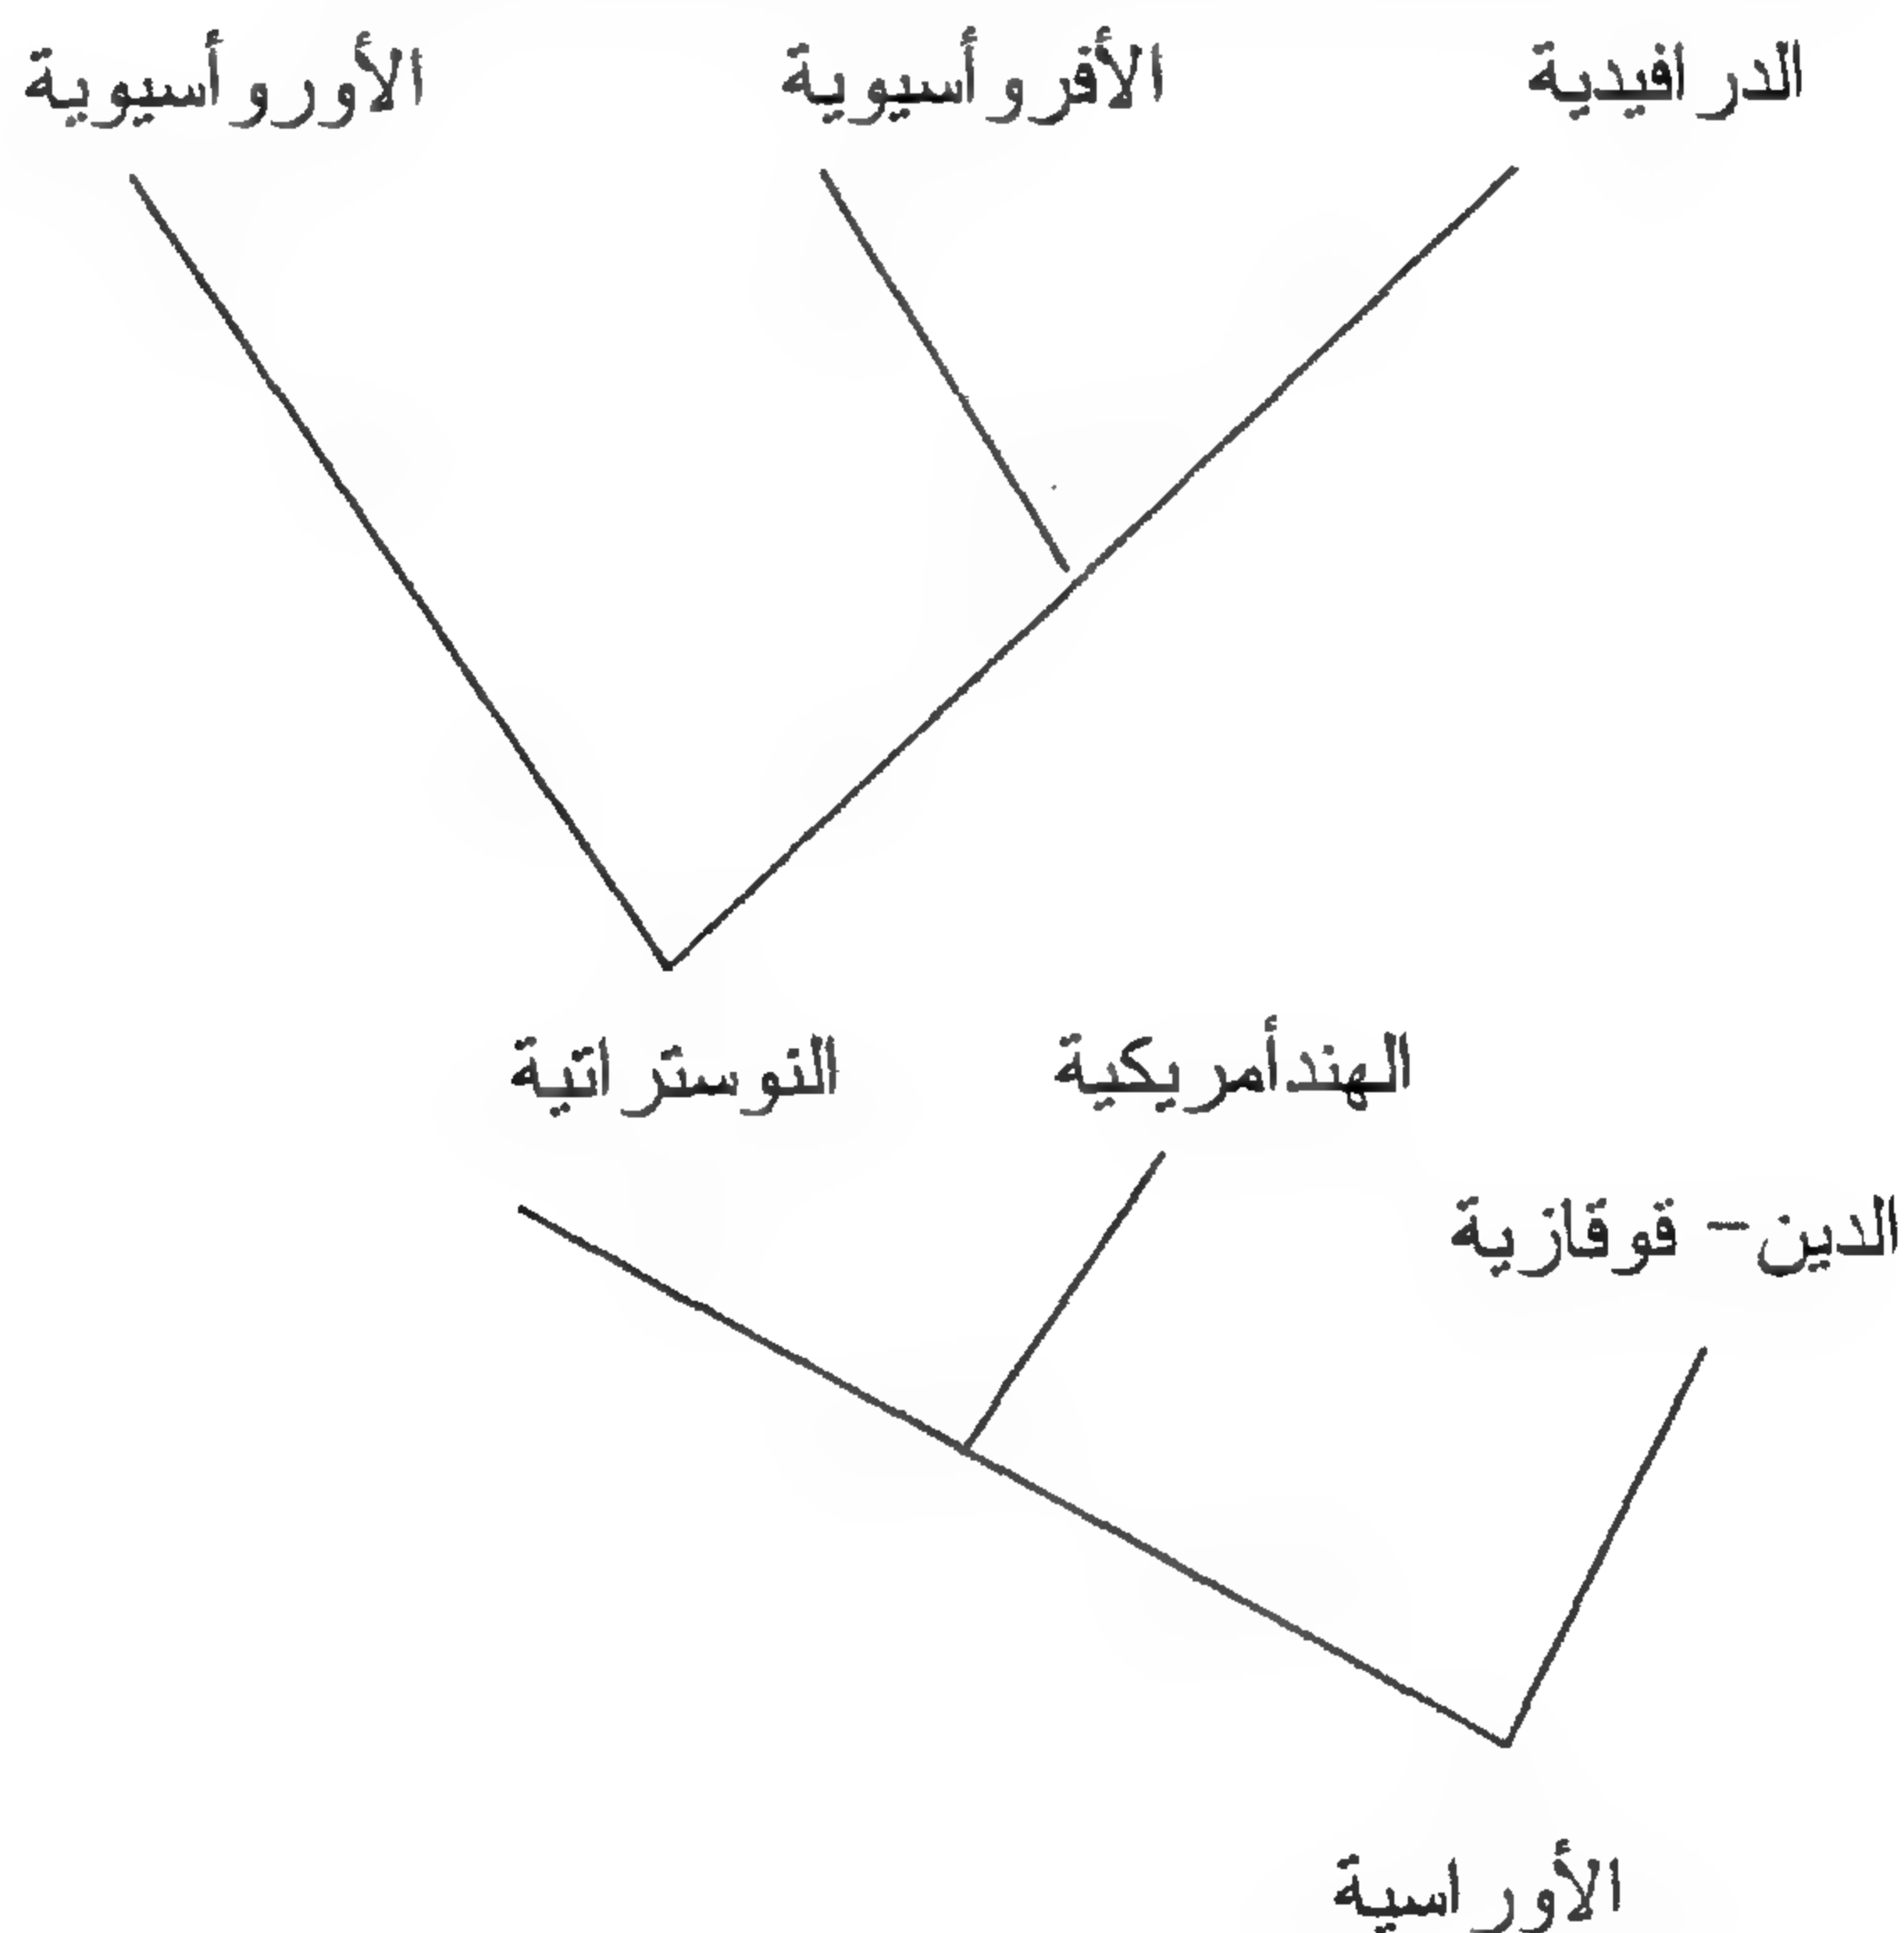 الدرافيدية
الأفروأسيوية
الأوروأسيوية
الهندأمريكية
النوستراتية
الدين- قوقازية
الأوراسية